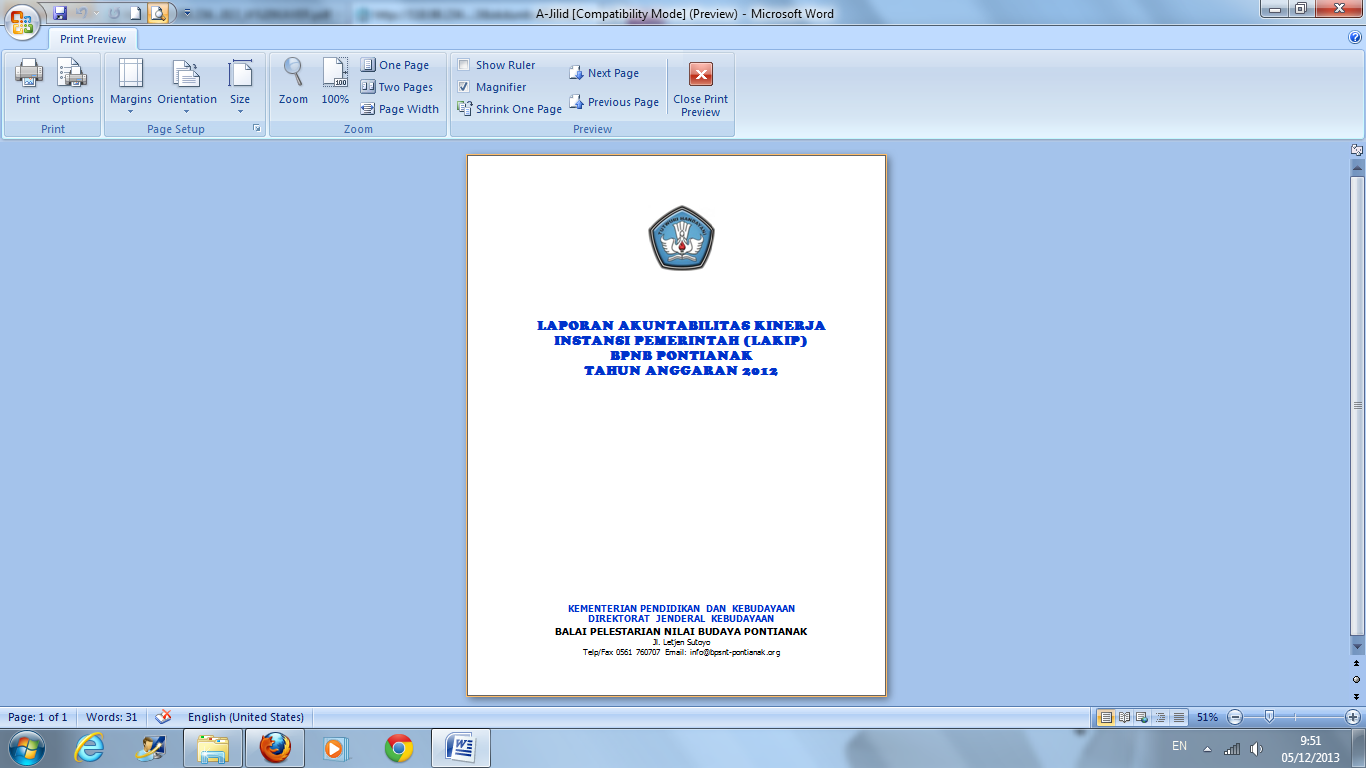 A-Jilid [Compatibility Mode] (Preview) - Microsoft Word
Print Preview
Print
Options
Margins
Orientation
Size
Zoom
100%
100
One Page
Two Pages
Page Width
Show Ruler
Magnifier
Shrink One Page
Next Page
Previous Page
Close Print
Preview
Print
Page Setup
Zoom
Preview
TUT WURI HANDAYANI
LAPORAN AKUNTABILITAS KINERJA
INSTANSI PEMERINTAH (LAKIP)
BPNB PONTIANAK
TAHUN ANGGARAN 2012
KEMENTERIAN PENDIDIKAN DAN KEBUDAYAAN
DIREKTORAT JENDERAL KEBUDAYAAN
BALAI PELESTARIAN NILAI BUDAYA PONTIANAK
Jl. Letjen Sutoyo
Telp/Fax 0561 760707 Email: info@bpsnt-pontianak.org
Page: 1 of 1
Words: 31
English (United States)
51%
EN
9:51
05/12/2013